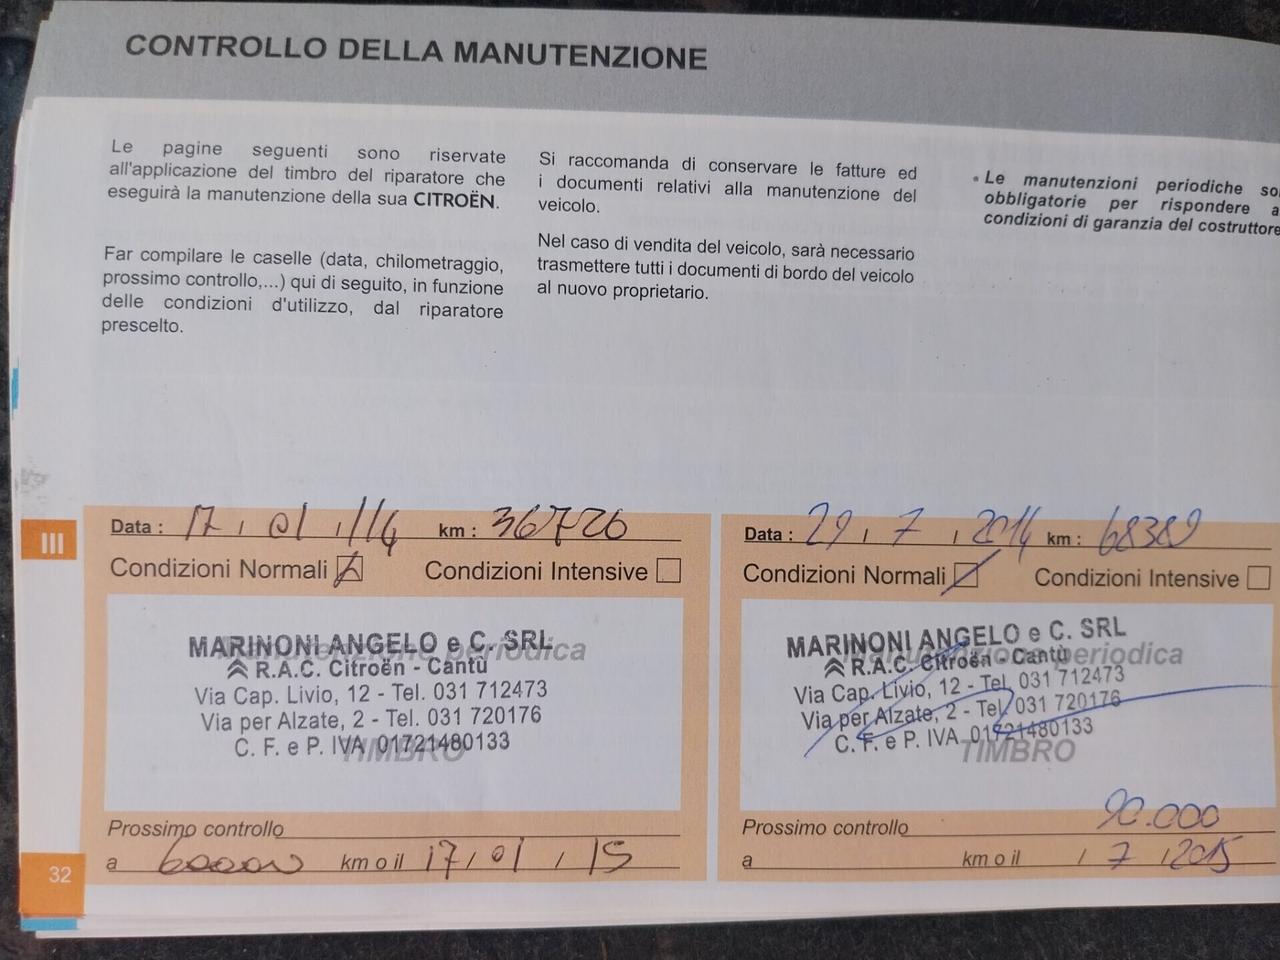 CONTROLLO DELLA MANUTENZIONE
Le pagine seguenti sono riservate
all'applicazione del timbro del riparatore che
eseguirà la manutenzione della sua CITROËN.
Far compilare le caselle (data, chilometraggio,
prossimo controllo,...) qui di seguito, in funzione
delle condizioni d'utilizzo, dal riparatore
prescelto.
Si raccomanda di conservare le fatture ed
i documenti relativi alla manutenzione del
veicolo.
Nel caso di vendita del veicolo, sarà necessario
trasmettere tutti i documenti di bordo del veicolo
al nuovo proprietario.
Le manutenzioni periodiche so
obbligatorie per rispondere a
condizioni di garanzia del costruttore
III
Data : 17 / 01 / 14 km : 36726
Condizioni Normali Condizioni Intensive
Manutenzione periodica
MARINONI ANGELO e C. SRL
R.A.C. Citroën - Cantù
Via Cap. Livio, 12 - Tel. 031 712473
Via per Alzate, 2 - Tel. 031 720176
C. F. e P. IVA 01721480133
TIMBRO
Prossimo controllo
a 60000 km o il 17 / 01 / 15
Data : 29 / 7 / 2014 km : 68389
Condizioni Normali Condizioni Intensive
Manutenzione periodica
MARINONI ANGELO e C. SRL
R.A.C. Citroën - Cantù
Via Cap. Livio, 12 - Tel. 031 712473
Via per Alzate, 2 - Tel. 031 720176
C. F. e P. IVA 01721480133
TIMBRO
Prossimo controllo 90.000
a km o il / 7 / 2015
32